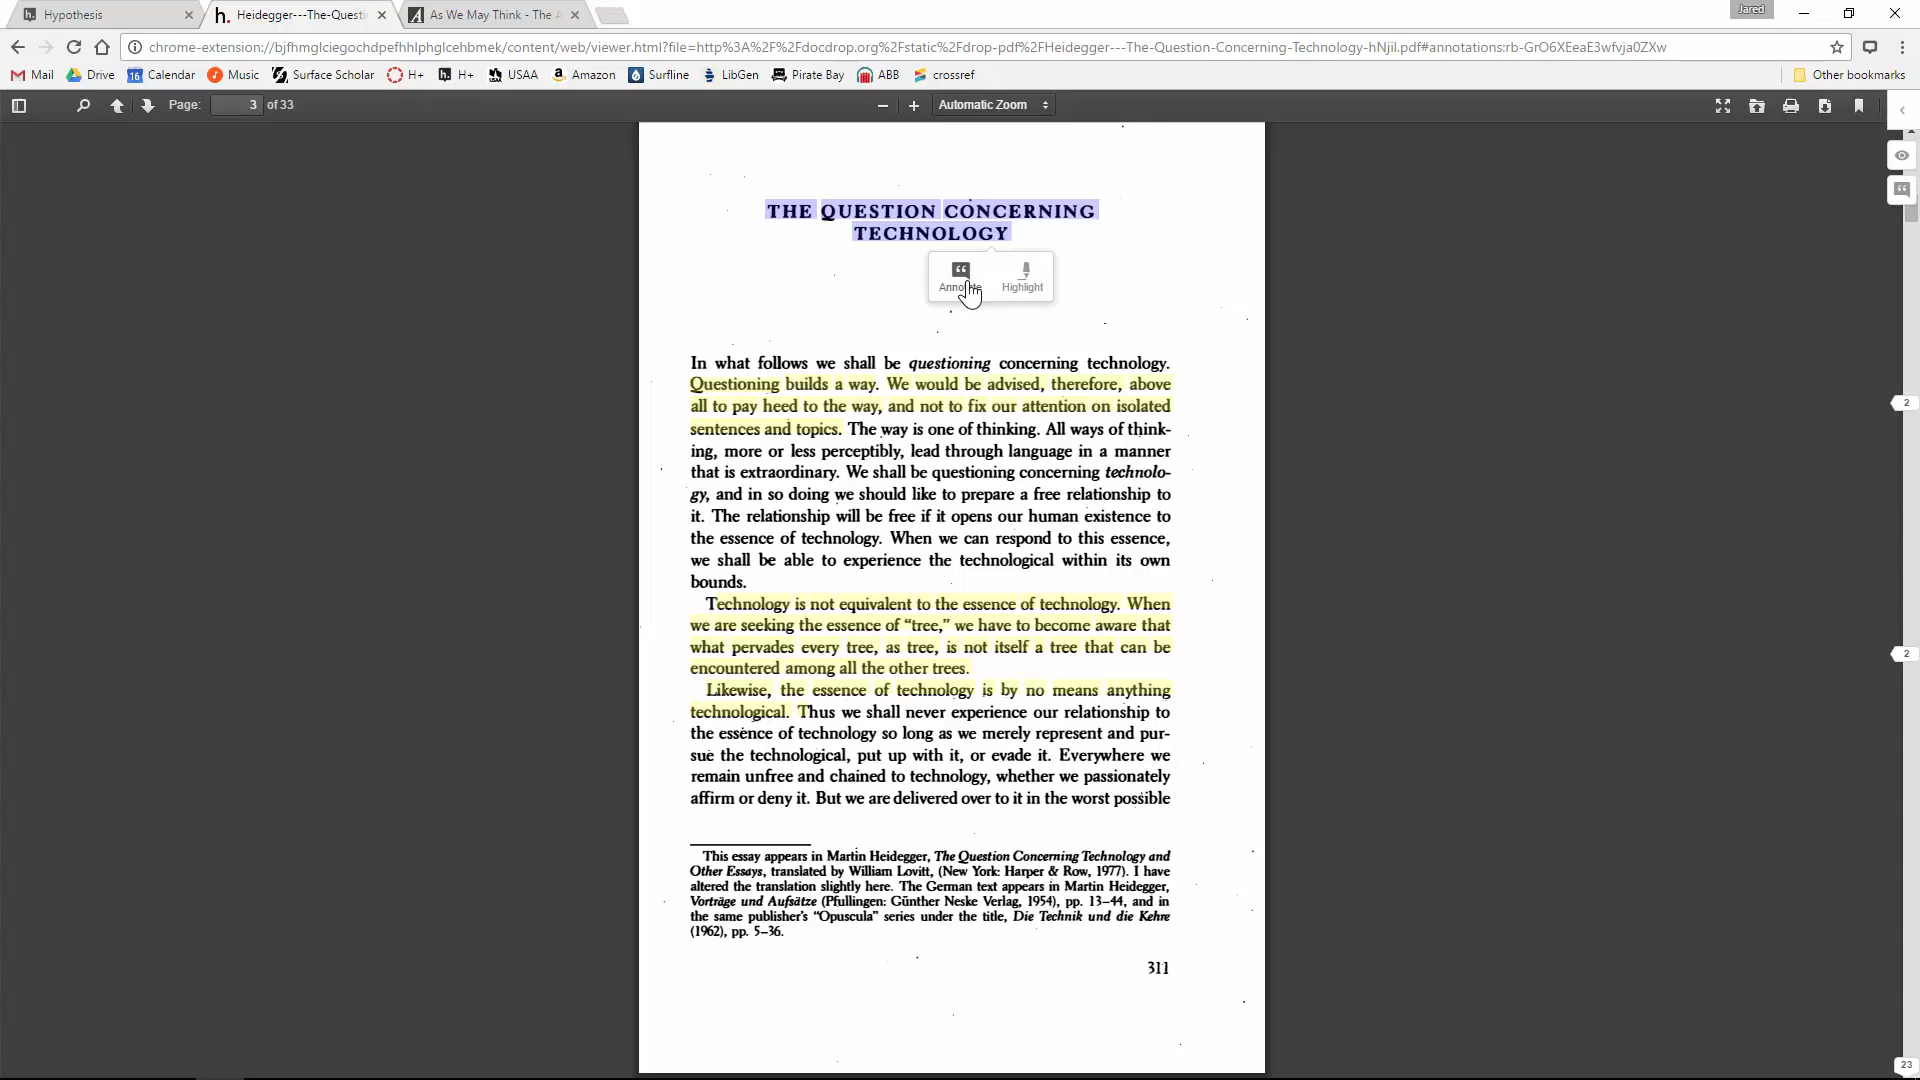 Hypothesis
Heidegger---The-Questi
As We May Think - The A
Jared
chrome-extension://bjfhmglciegochdpefhhlphglcehbmek/content/web/viewer.html?file=http%3A%2F%2Fdocdrop.org%2Fstatic%2Fdrop-pdf%2FHeidegger---The-Question-Concerning-Technology-hNjil.pdf#annotations:rb-GrO6XEeaE3wfvja0ZXw
Mail Drive 16 Calendar Music Surface Scholar H+ h. H+ USAA Amazon Surfline LibGen Pirate Bay ABB crossref Other bookmarks
Page: 3 of 33 Automatic Zoom
THE QUESTION CONCERNING
TECHNOLOGY
Annotate Highlight
In what follows we shall be questioning concerning technology.
Questioning builds a way. We would be advised, therefore, above
all to pay heed to the way, and not to fix our attention on isolated
sentences and topics. The way is one of thinking. All ways of think-
ing, more or less perceptibly, lead through language in a manner
that is extraordinary. We shall be questioning concerning technolo-
gy, and in so doing we should like to prepare a free relationship to
it. The relationship will be free if it opens our human existence to
the essence of technology. When we can respond to this essence,
we shall be able to experience the technological within its own
bounds.
Technology is not equivalent to the essence of technology. When
we are seeking the essence of “tree,” we have to become aware that
what pervades every tree, as tree, is not itself a tree that can be
encountered among all the other trees.
Likewise, the essence of technology is by no means anything
technological. Thus we shall never experience our relationship to
the essence of technology so long as we merely represent and pur-
sue the technological, put up with it, or evade it. Everywhere we
remain unfree and chained to technology, whether we passionately
affirm or deny it. But we are delivered over to it in the worst possible
This essay appears in Martin Heidegger, The Question Concerning Technology and
Other Essays, translated by William Lovitt, (New York: Harper & Row, 1977). I have
altered the translation slightly here. The German text appears in Martin Heidegger,
Vorträge und Aufsätze (Pfullingen: Günther Neske Verlag, 1954), pp. 13–44, and in
the same publisher's “Opuscula” series under the title, Die Technik und die Kehre
(1962), pp. 5–36.
311
2
2
23